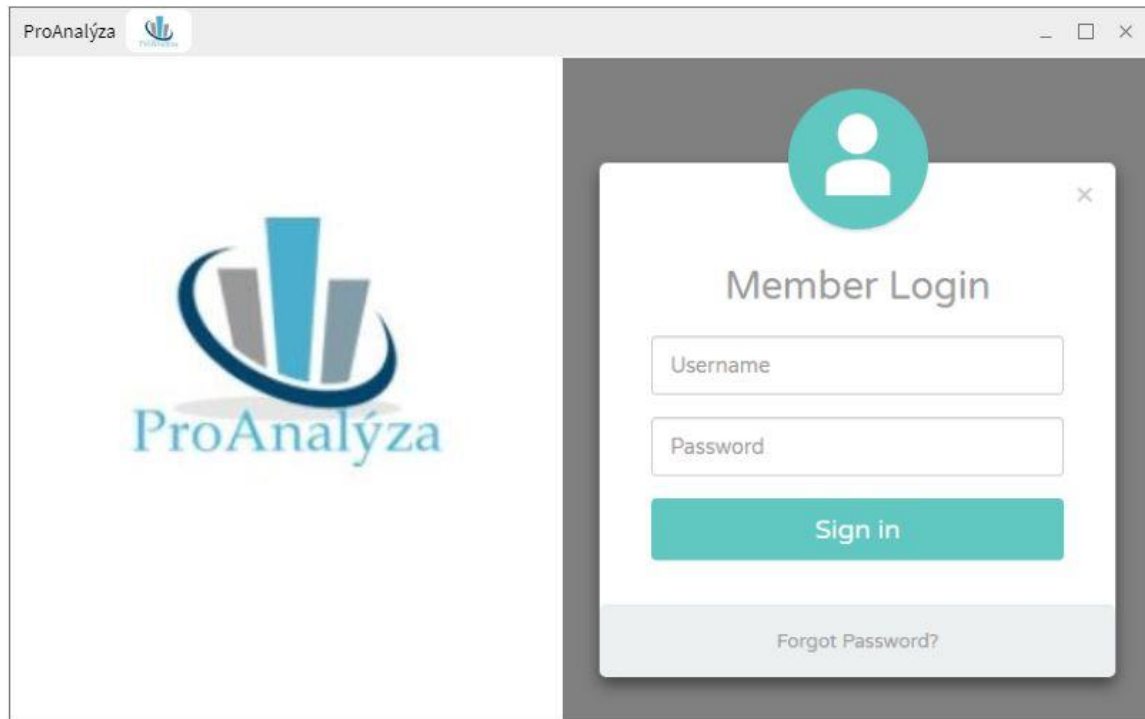 ProAnalýza
ProAnalýza
Member Login
Username
Password
Sign in
Forgot Password?